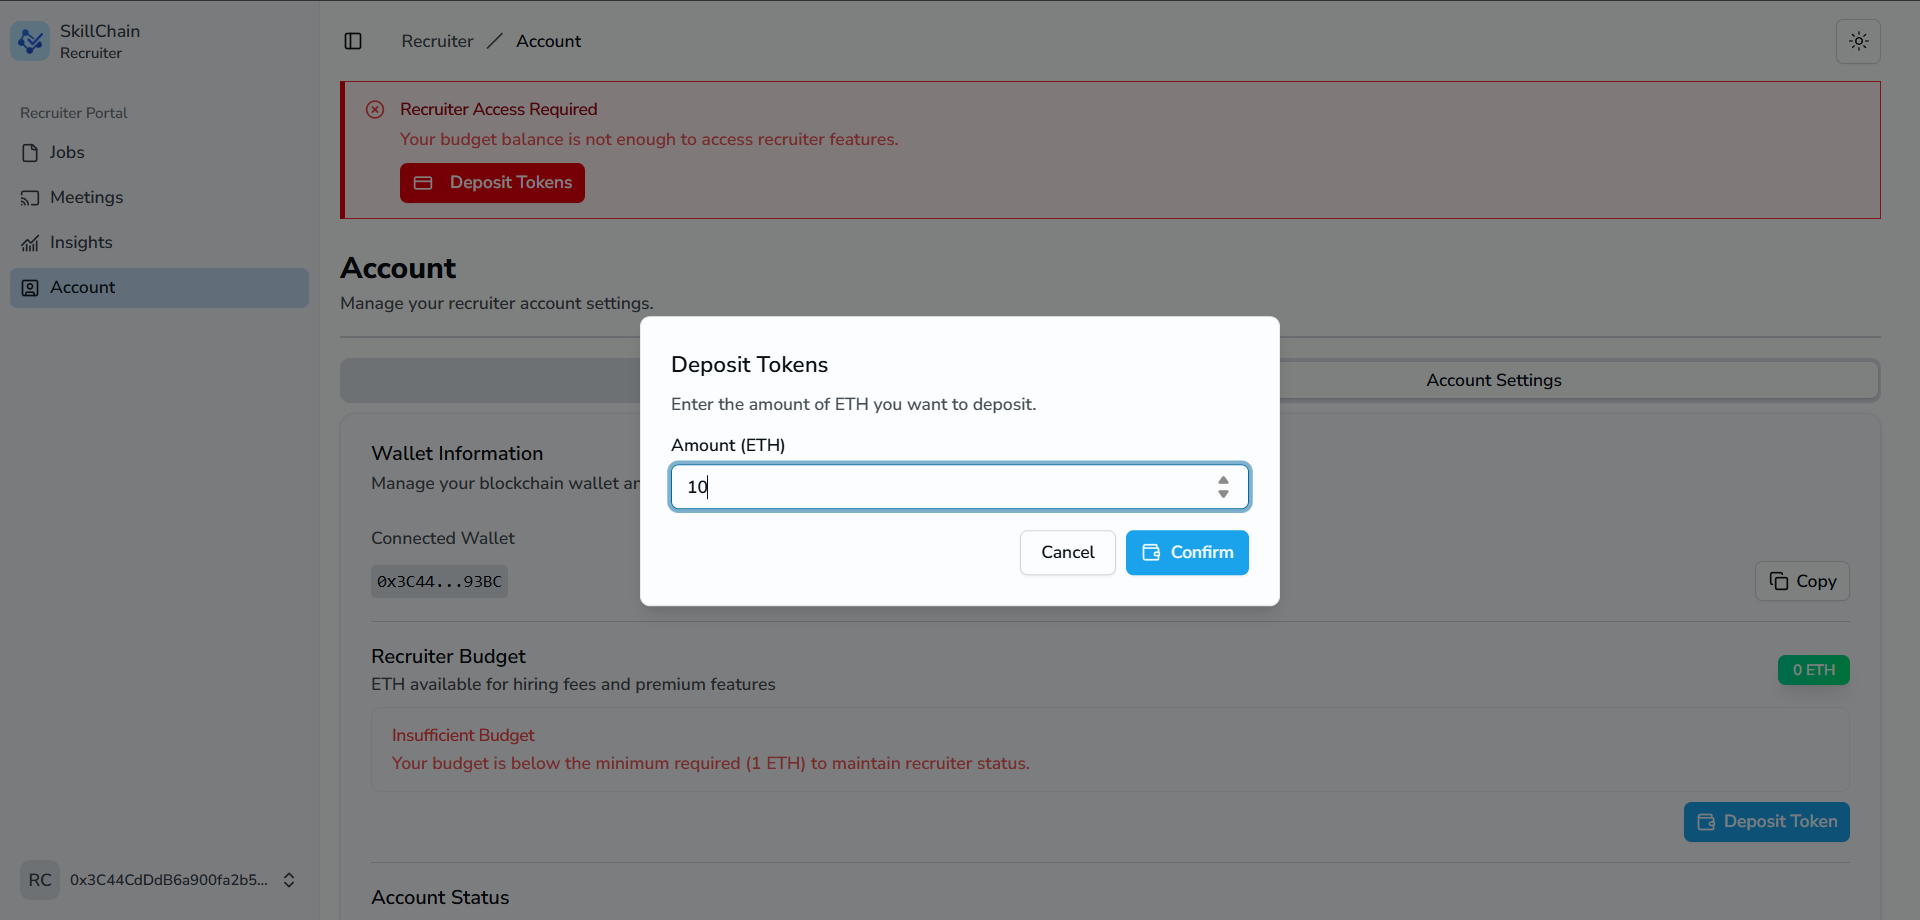 SkillChain
Recruiter
Recruiter Portal
Jobs
Meetings
Insights
Account
RC 0x3C44CdDdB6a900fa2b5...
Recruiter Account
Recruiter Access Required
Your budget balance is not enough to access recruiter features.
Deposit Tokens
Account
Manage your recruiter account settings.
Account Settings
Wallet Information
Manage your blockchain wallet
Connected Wallet
0x3C44...93BC
Copy
Recruiter Budget
ETH available for hiring fees and premium features
0 ETH
Insufficient Budget
Your budget is below the minimum required (1 ETH) to maintain recruiter status.
Deposit Token
Account Status
Deposit Tokens
Enter the amount of ETH you want to deposit.
Amount (ETH)
10
Cancel
Confirm